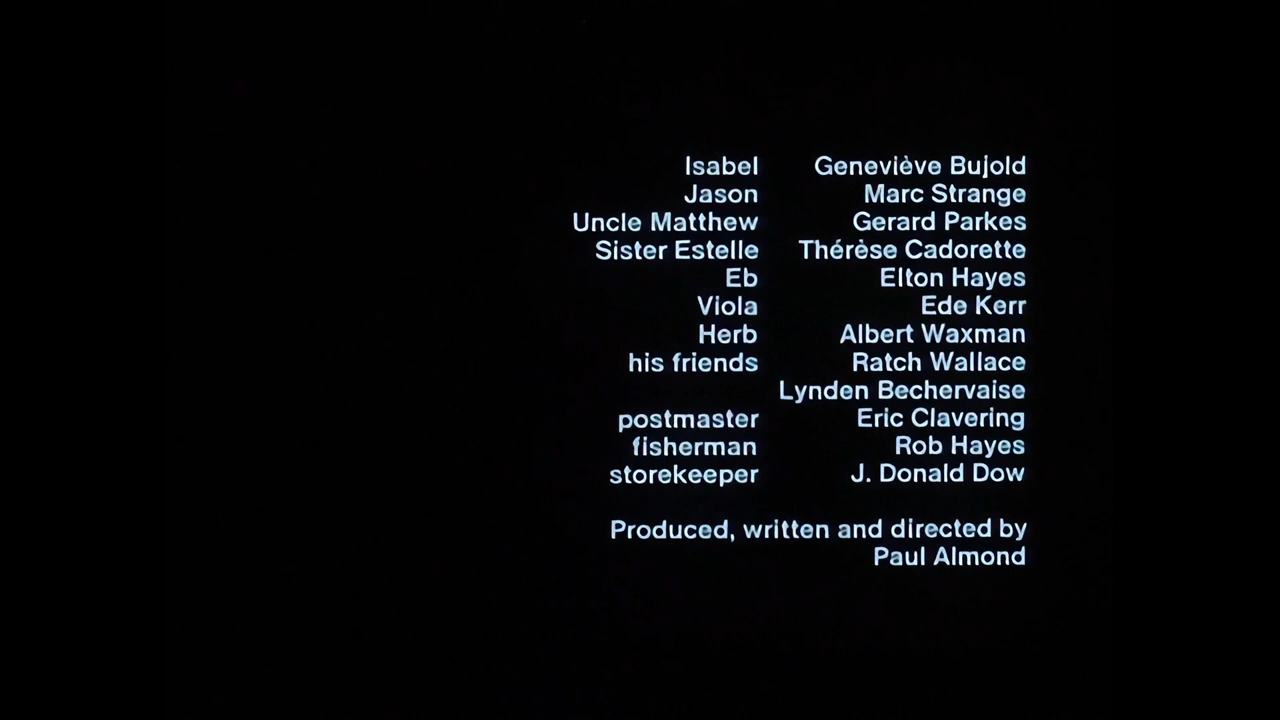 Isabel Geneviève Bujold
Jason Marc Strange
Uncle Matthew Gerard Parkes
Sister Estelle Thérèse Cadorette
Eb Elton Hayes
Viola Ede Kerr
Herb Albert Waxman
his friends Ratch Wallace
Lynden Bechervaise
postmaster Eric Clavering
fisherman Rob Hayes
storekeeper J. Donald Dow
Produced, written and directed by
Paul Almond